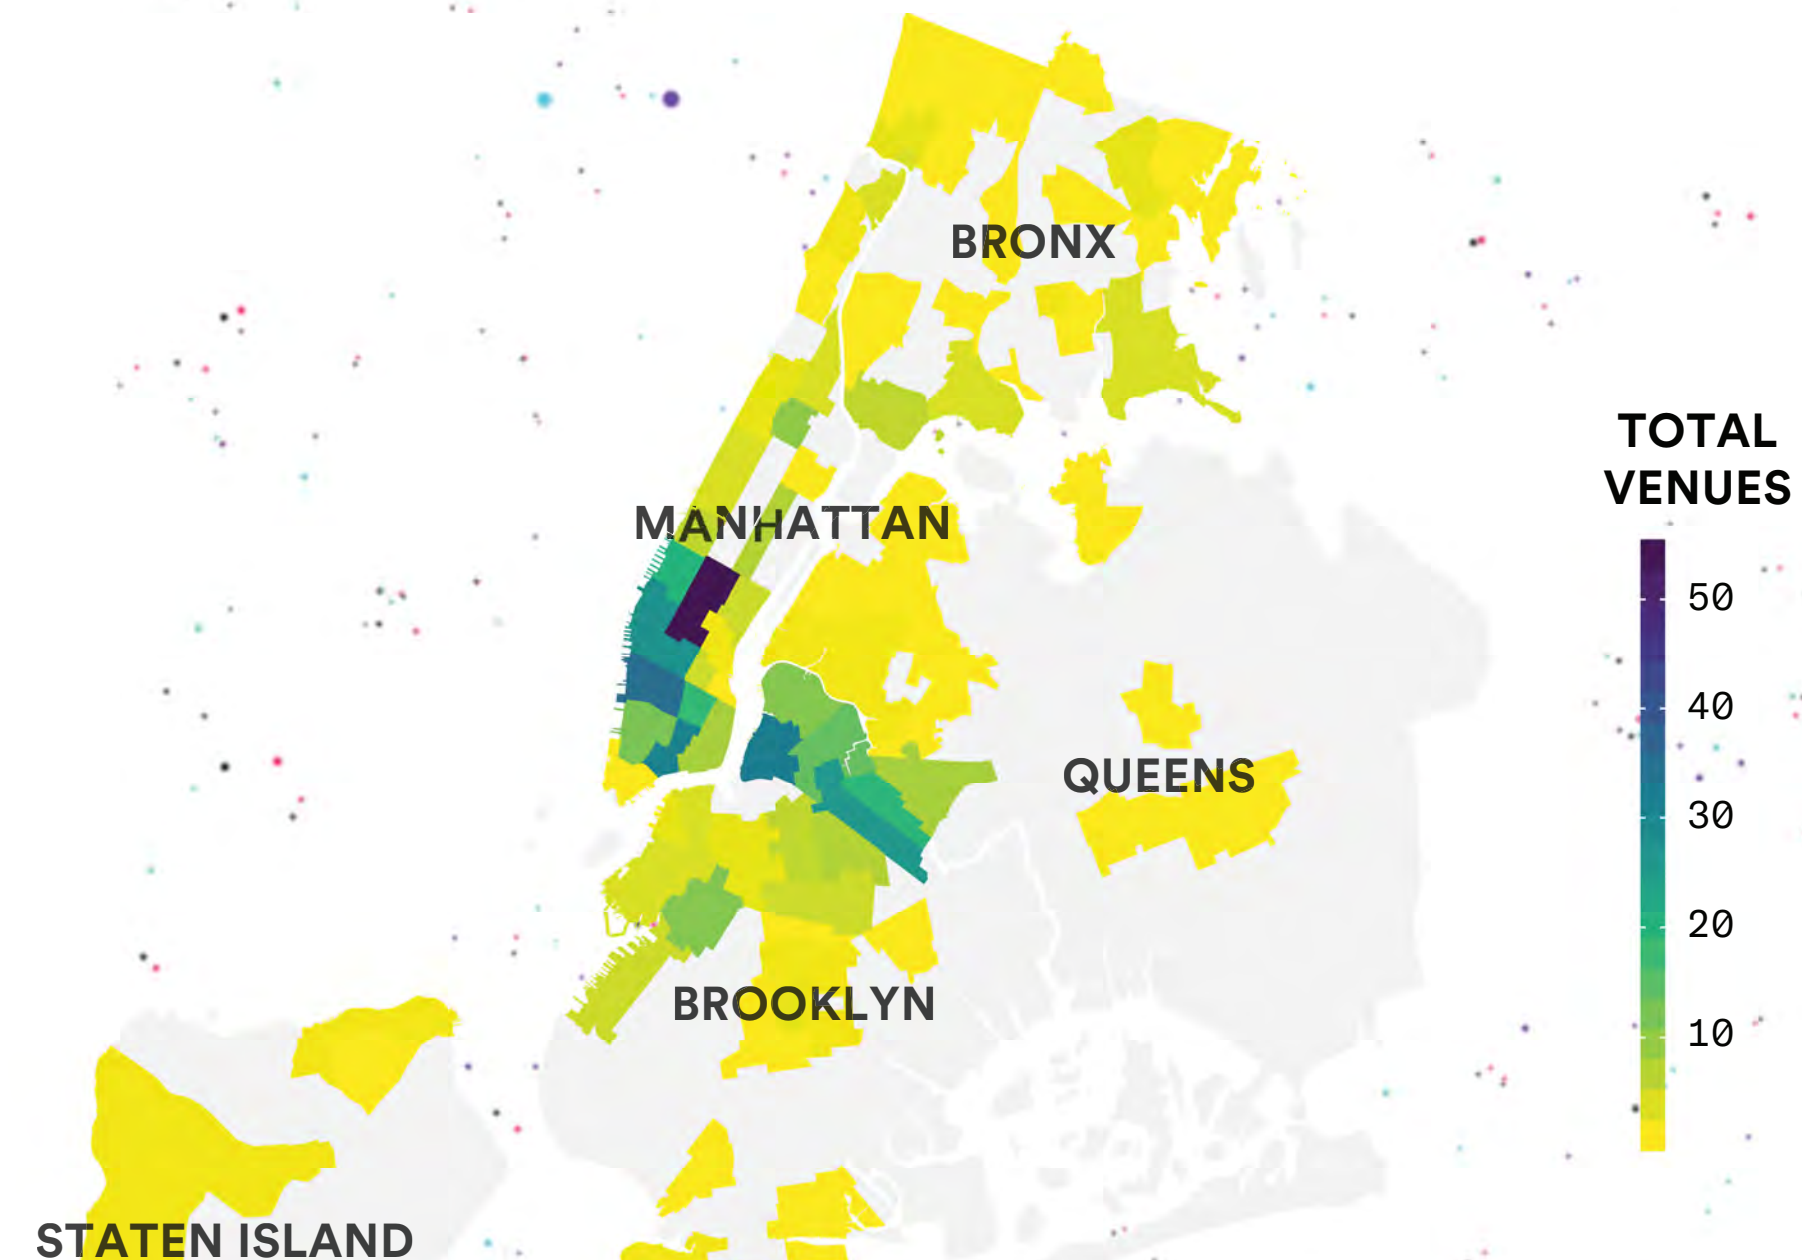 BRONX
TOTAL
VENUES
MANHATTAN
50
40
QUEENS
30
20
BROOKLYN
10
STATEN ISLAND